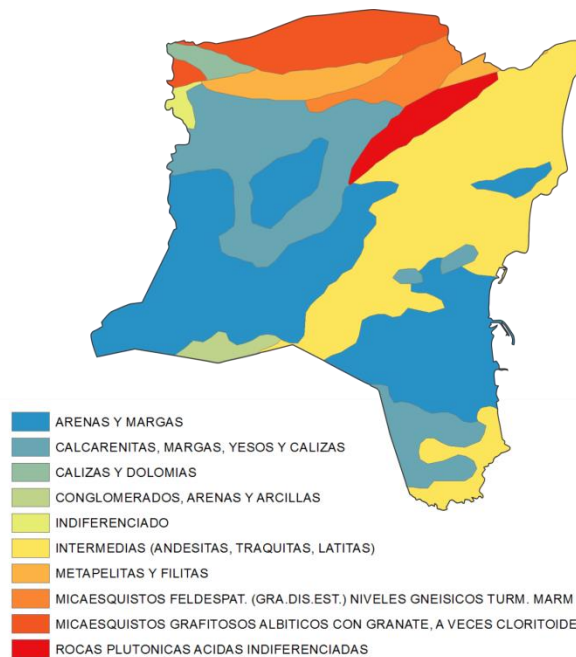 ARENAS Y MARGAS
CALCARENITAS, MARGAS, YESOS Y CALIZAS
CALIZAS Y DOLOMIAS
CONGLOMERADOS, ARENAS Y ARCILLAS
INDIFERENCIADO
INTERMEDIAS (ANDESITAS, TRAQUITAS, LATITAS)
METAPELITAS Y FILITAS
MICAESQUISTOS FELDESPAT. (GRA.DIS.EST.) NIVELES GNEISICOS TURM. MARM
MICAESQUISTOS GRAFITOSOS ALBITICOS CON GRANATE, A VECES CLORITOIDE
ROCAS PLUTONICAS ACIDAS INDIFERENCIADAS